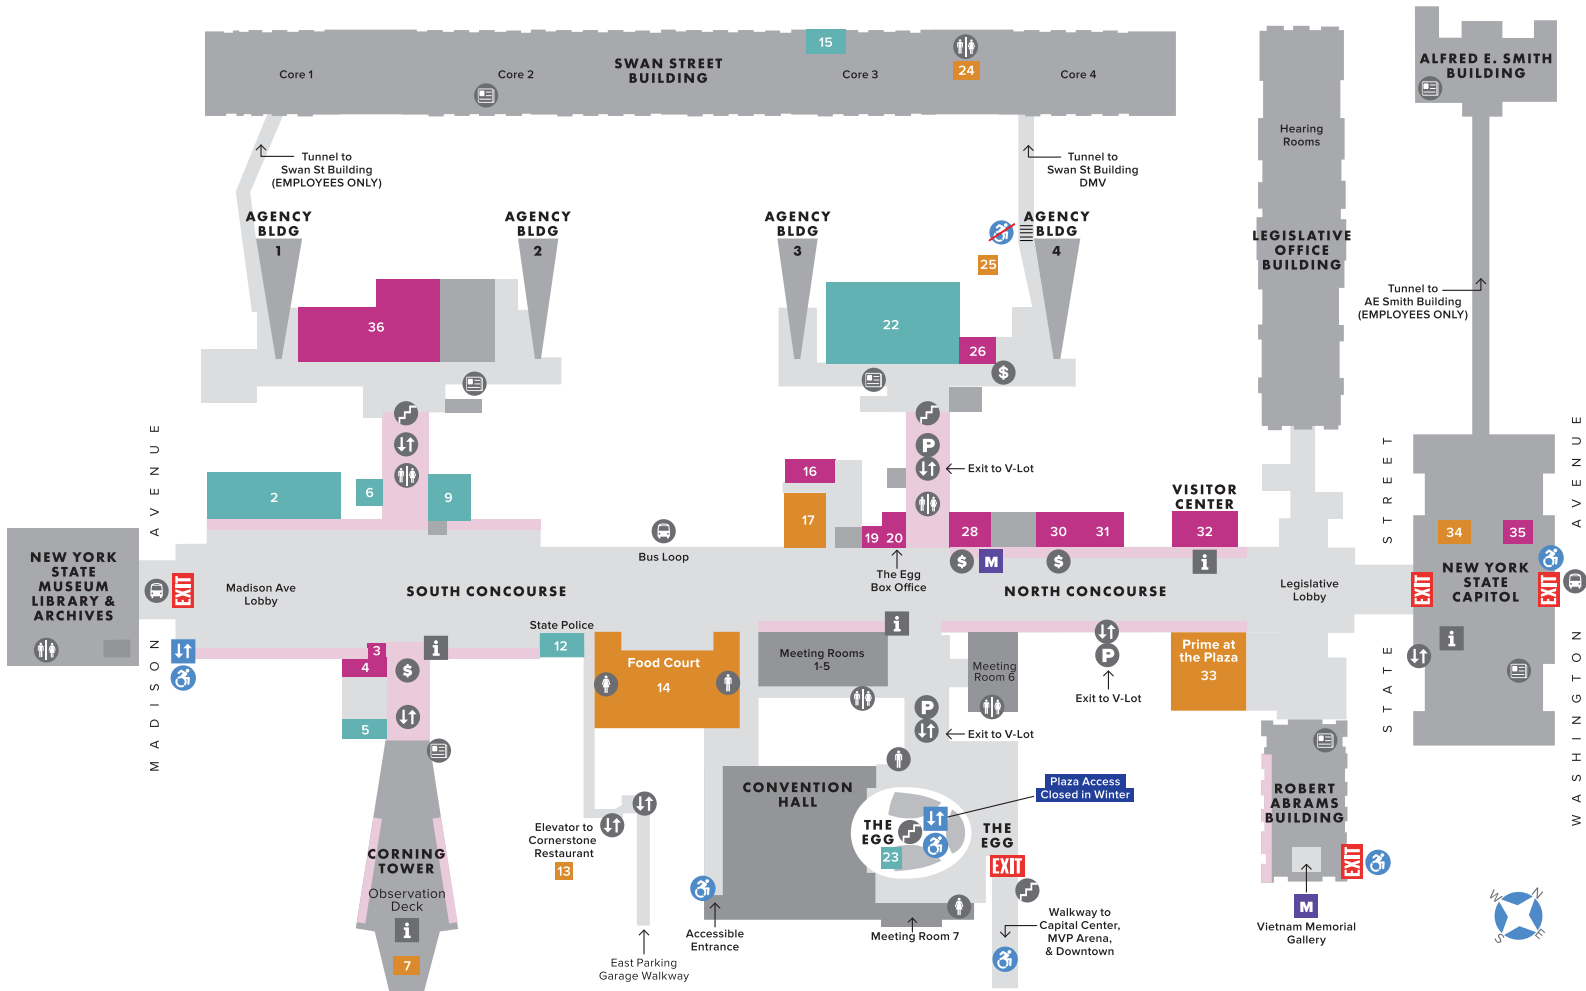 15
24
SWAN STREET
BUILDING
Core 1
Core 2
Core 3
Core 4
ALFRED E. SMITH
BUILDING
Hearing
Rooms
Tunnel to
Swan St Building
(EMPLOYEES ONLY)
Tunnel to
Swan St Building
DMV
AGENCY
BLDG
1
AGENCY
BLDG
2
AGENCY
BLDG
3
AGENCY
BLDG
4
25
LEGISLATIVE
OFFICE
BUILDING
Tunnel to
AE Smith Building
(EMPLOYEES ONLY)
36
22
26
$
P
Exit to V-Lot
2
6
9
16
17
19
20
28
30
31
VISITOR
CENTER
32
34
35
MADISON AVENUE
STATE STREET
WASHINGTON AVENUE
NEW YORK
STATE
MUSEUM
LIBRARY &
ARCHIVES
EXIT
Madison Ave
Lobby
SOUTH CONCOURSE
Bus Loop
The Egg
Box Office
$
M
$
i
NORTH CONCOURSE
Legislative
Lobby
EXIT
NEW YORK
STATE
CAPITOL
EXIT
i
3
4
5
$
i
State Police
12
Food Court
14
Meeting Rooms
1-5
i
Meeting
Room 6
P
Exit to V-Lot
Prime at
the Plaza
33
P
Exit to V-Lot
CONVENTION
HALL
THE
EGG
23
THE
EGG
EXIT
Plaza Access
Closed in Winter
ROBERT
ABRAMS
BUILDING
EXIT
M
Vietnam Memorial
Gallery
Elevator to
Cornerstone
Restaurant
13
CORNING
TOWER
Observation
Deck
i
7
Accessible
Entrance
East Parking
Garage Walkway
Meeting Room 7
Walkway to
Capital Center,
MVP Arena,
& Downtown
W
N
S
E